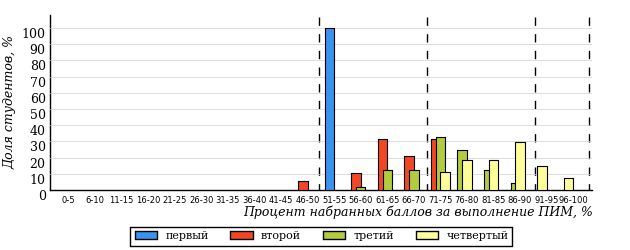 Доля студентов, %
100
90
80
70
60
50
40
30
20
10
0
0-5 6-10 11-15 16-20 21-25 26-30 31-35 36-40 41-45 46-50 51-55 56-60 61-65 66-70 71-75 76-80 81-85 86-90 91-95 96-100
Процент набранных баллов за выполнение ПИМ, %
первый второй третий четвертый